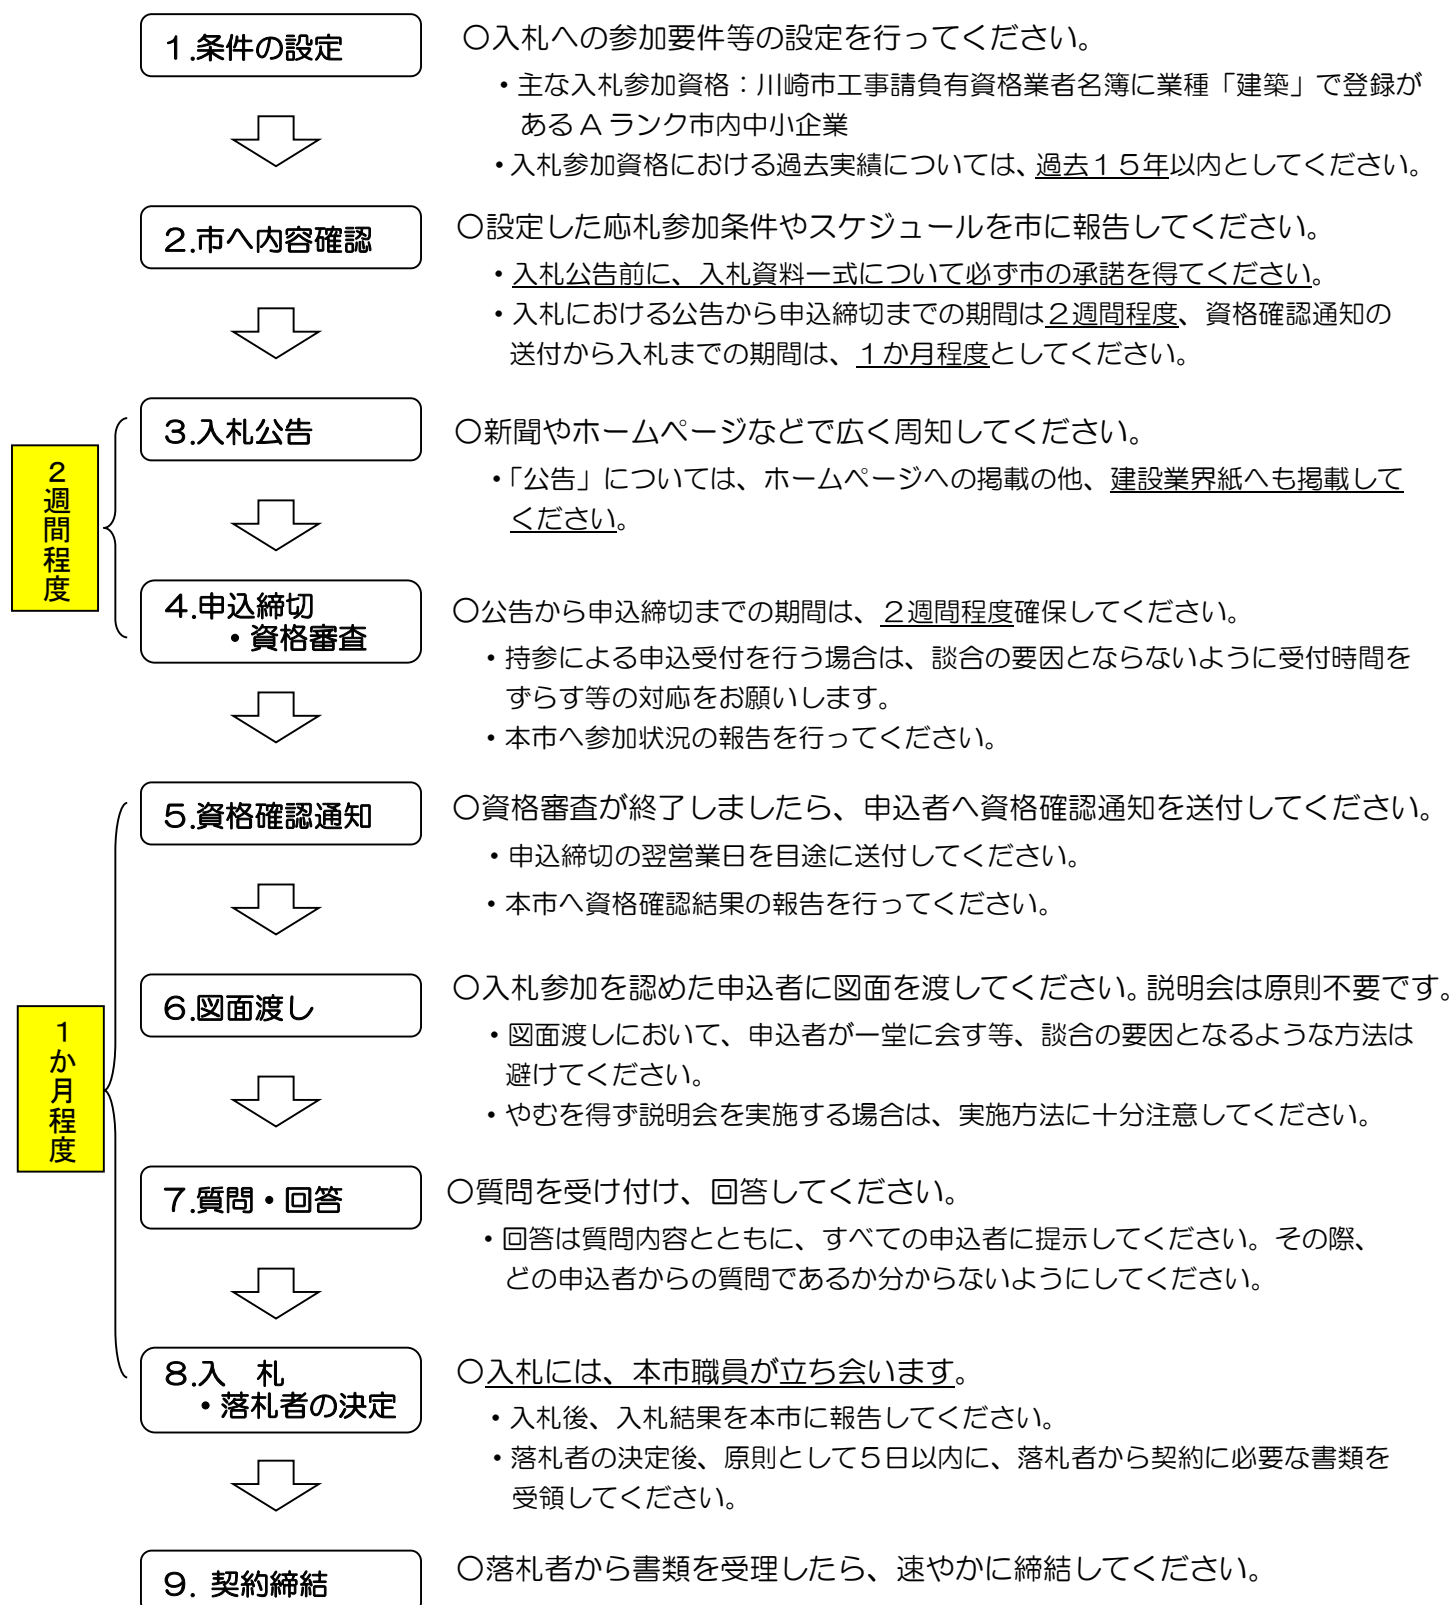 １.条件の設定
〇入札への参加要件等の設定を行ってください。
・主な入札参加資格：川崎市工事請負有資格業者名簿に業種「建築」で登録が
あるＡランク市内中小企業
・入札参加資格における過去実績については、過去１５年以内としてください。
２.市へ内容確認
〇設定した応札参加条件やスケジュールを市に報告してください。
・入札公告前に、入札資料一式について必ず市の承諾を得てください。
・入札における公告から申込締切までの期間は２週間程度、資格確認通知の
送付から入札までの期間は、１か月程度としてください。
２週間程度
３.入札公告
〇新聞やホームページなどで広く周知してください。
・「公告」については、ホームページへの掲載の他、建設業界紙へも掲載して
ください。
４.申込締切
・資格審査
〇公告から申込締切までの期間は、２週間程度確保してください。
・持参による申込受付を行う場合は、談合の要因とならないように受付時間を
ずらす等の対応をお願いします。
・本市へ参加状況の報告を行ってください。
１か月程度
５.資格確認通知
〇資格審査が終了しましたら、申込者へ資格確認通知を送付してください。
・申込締切の翌営業日を目途に送付してください。
・本市へ資格確認結果の報告を行ってください。
６.図面渡し
〇入札参加を認めた申込者に図面を渡してください。説明会は原則不要です。
・図面渡しにおいて、申込者が一堂に会す等、談合の要因となるような方法は
避けてください。
・やむを得ず説明会を実施する場合は、実施方法に十分注意してください。
７.質問・回答
〇質問を受け付け、回答してください。
・回答は質問内容とともに、すべての申込者に提示してください。その際、
どの申込者からの質問であるか分からないようにしてください。
８.入　札
・落札者の決定
〇入札には、本市職員が立ち会います。
・入札後、入札結果を本市に報告してください。
・落札者の決定後、原則として５日以内に、落札者から契約に必要な書類を
受領してください。
９. 契約締結
〇落札者から書類を受理したら、速やかに締結してください。